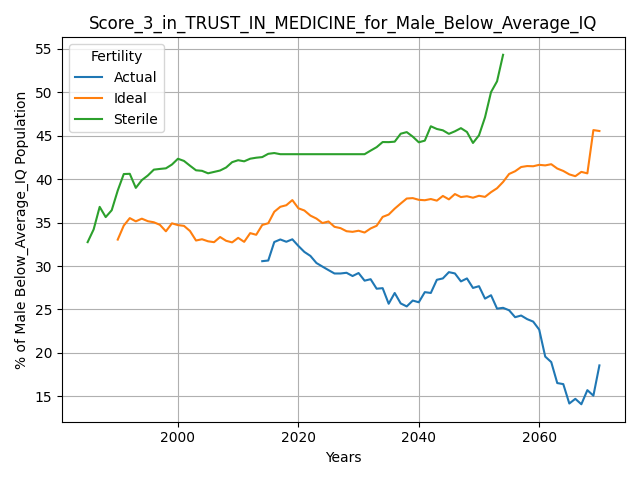 Score_3_in_TRUST_IN_MEDICINE_for_Male_Below_Average_IQ
Fertility
Actual
Ideal
Sterile
% of Male Below_Average_IQ Population
55
50
45
40
35
30
25
20
15
2000 2020 2040 2060
Years